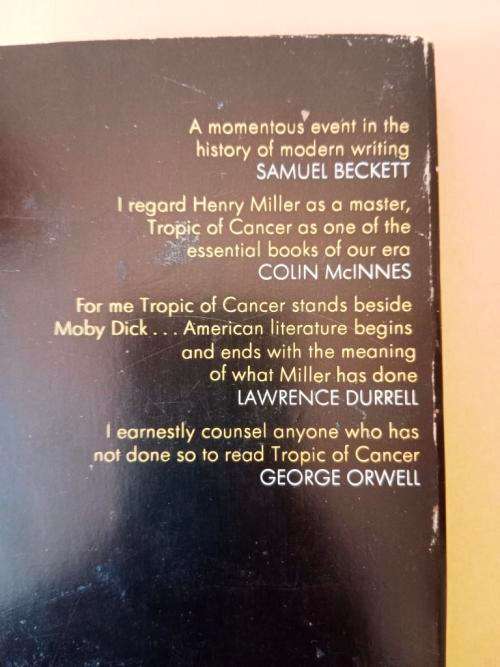 A momentous event in the
history of modern writing
SAMUEL BECKETT
I regard Henry Miller as a master,
Tropic of Cancer as one of the
essential books of our era
COLIN McINNES
For me Tropic of Cancer stands beside
Moby Dick . . . American literature begins
and ends with the meaning
of what Miller has done
LAWRENCE DURRELL
I earnestly counsel anyone who has
not done so to read Tropic of Cancer
GEORGE ORWELL